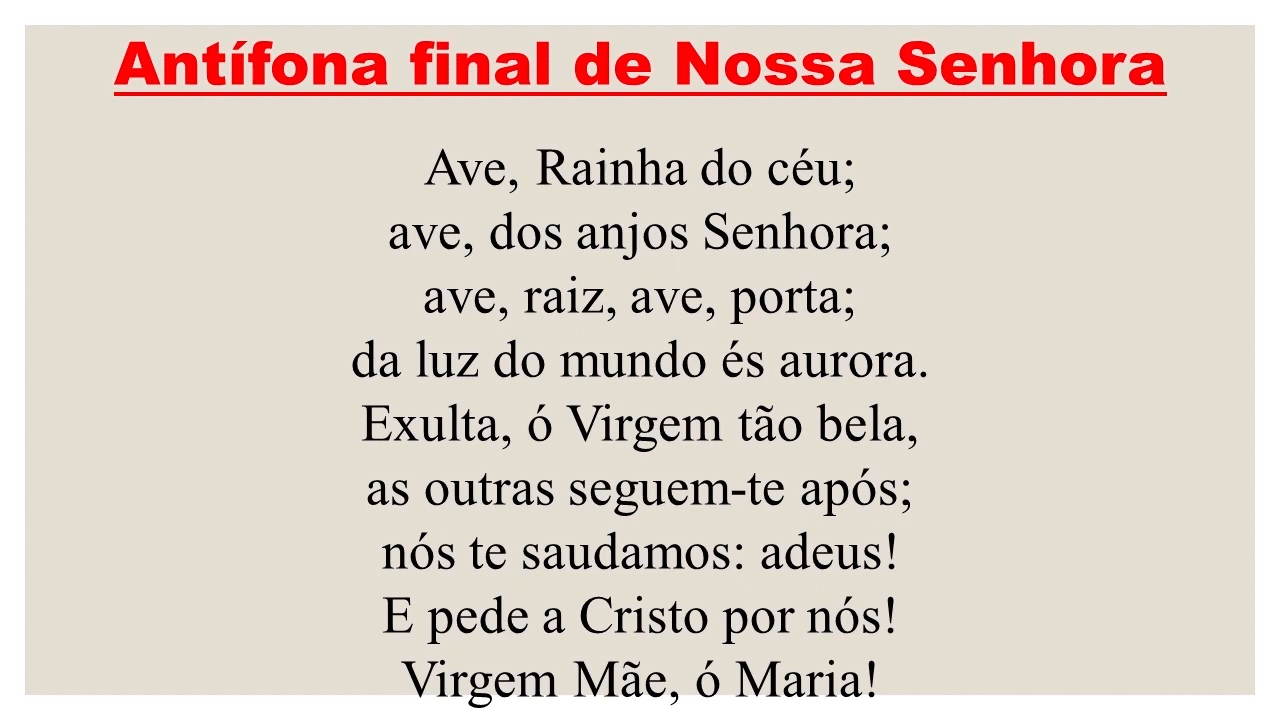 Antífona final de Nossa Senhora
Ave, Rainha do céu;
ave, dos anjos Senhora;
ave, raiz, ave, porta;
da luz do mundo és aurora.
Exulta, ó Virgem tão bela,
as outras seguem-te após;
nós te saudamos: adeus!
E pede a Cristo por nós!
Virgem Mãe, ó Maria!